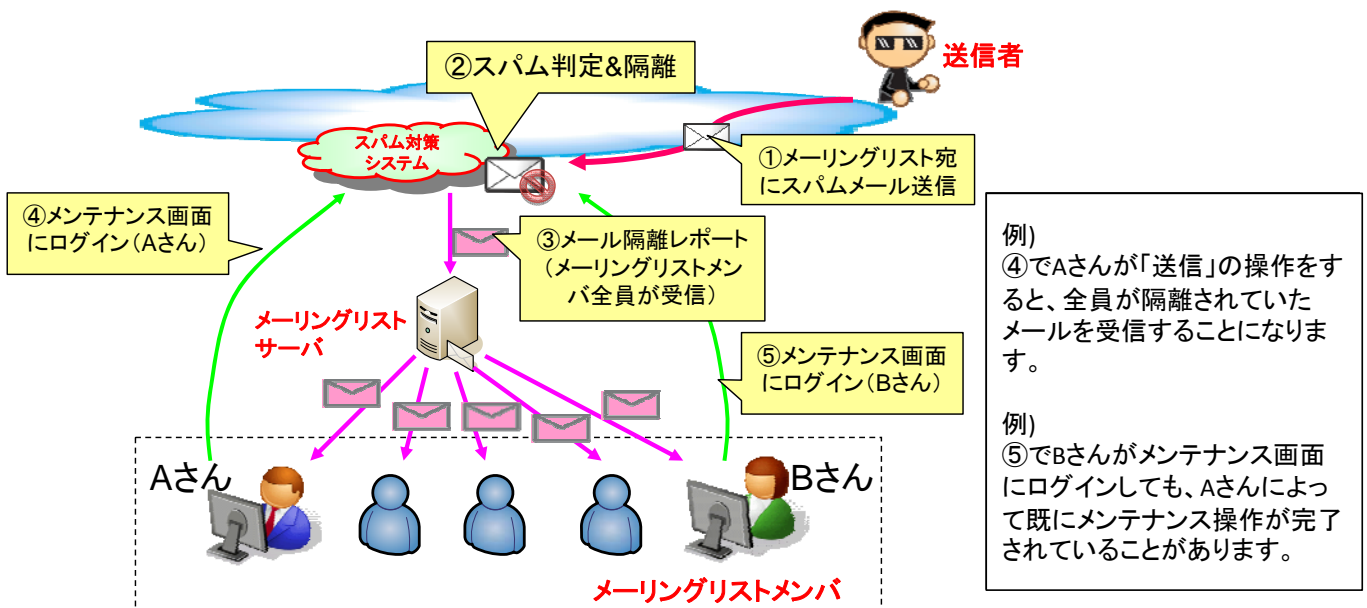 送信者
②スパム判定&隔離
スパム対策
システム
①メーリングリスト宛
にスパムメール送信
④メンテナンス画面
にログイン(Aさん)
③メール隔離レポート
(メーリングリストメン
バ全員が受信)
メーリングリスト
サーバ
⑤メンテナンス画面
にログイン(Bさん)
Aさん
Bさん
メーリングリストメンバ
例)
④でAさんが「送信」の操作をす
ると、全員が隔離されていた
メールを受信することになりま
す。
例)
⑤でBさんがメンテナンス画面
にログインしても、Aさんによっ
て既にメンテナンス操作が完了
されていることがあります。